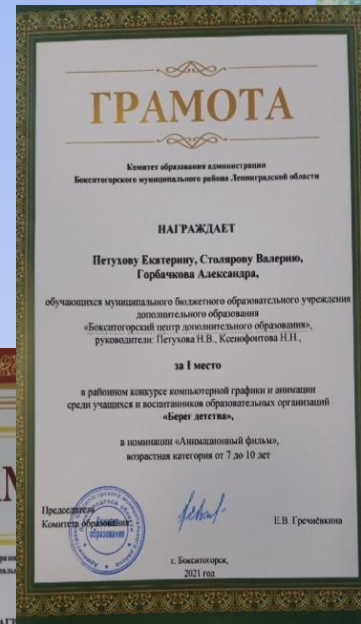 ГРАМОТА
Комитет образования администрации
Бокситогорского муниципального района Ленинградской области
НАГРАЖДАЕТ
Петухову Екатерину, Столярову Валерию,
Горбачкова Александра,
обучающихся муниципального бюджетного образовательного учреждения
дополнительного образования
«Бокситогорский центр дополнительного образования»,
руководители: Петухова Н.В., Ксенофонтова Н.Н.,
за I место
в районном конкурсе компьютерной графики и анимации
среди учащихся и воспитанников образовательных организаций
«Берег детства»,
в номинации «Анимационный фильм»,
возрастная категория от 7 до 10 лет
Председатель
Комитета образования
Е.В. Гречнёвкина
г. Бокситогорск,
2021 год